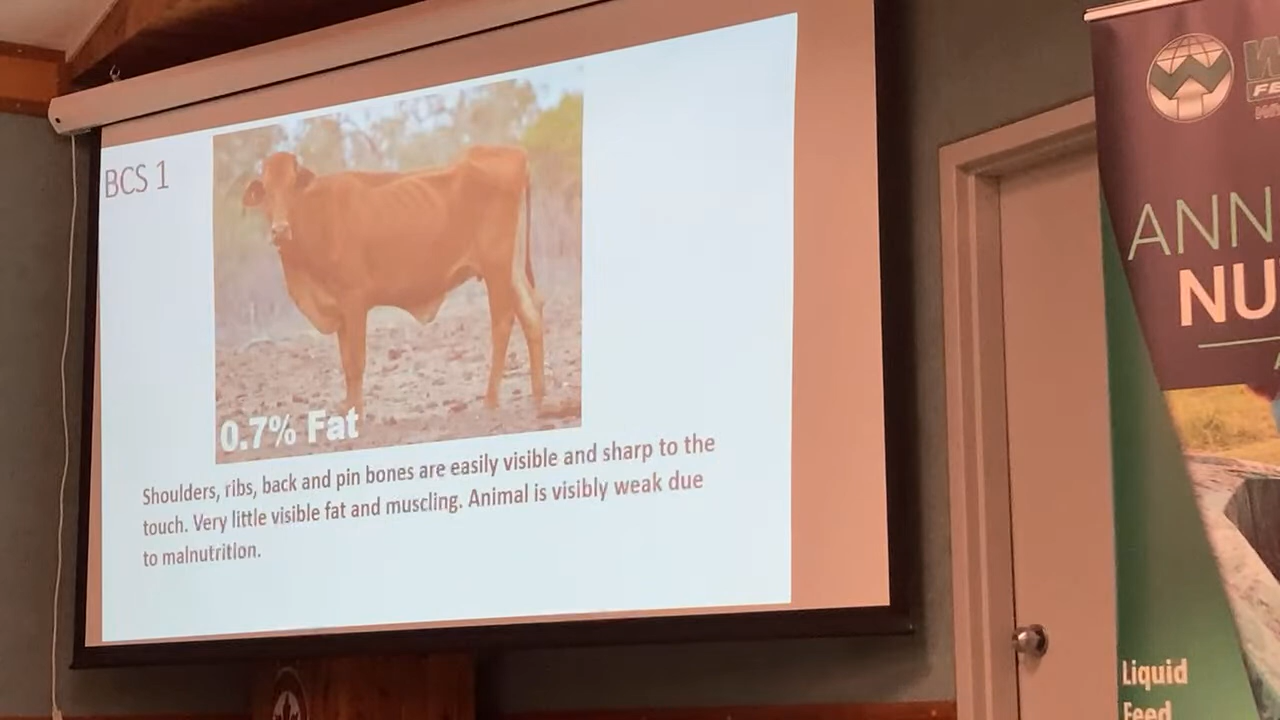 BCS 1
0.7% Fat
Shoulders, ribs, back and pin bones are easily visible and sharp to the
touch. Very little visible fat and muscling. Animal is visibly weak due
to malnutrition.
W
FE
ANN
NU
Liquid
Feed